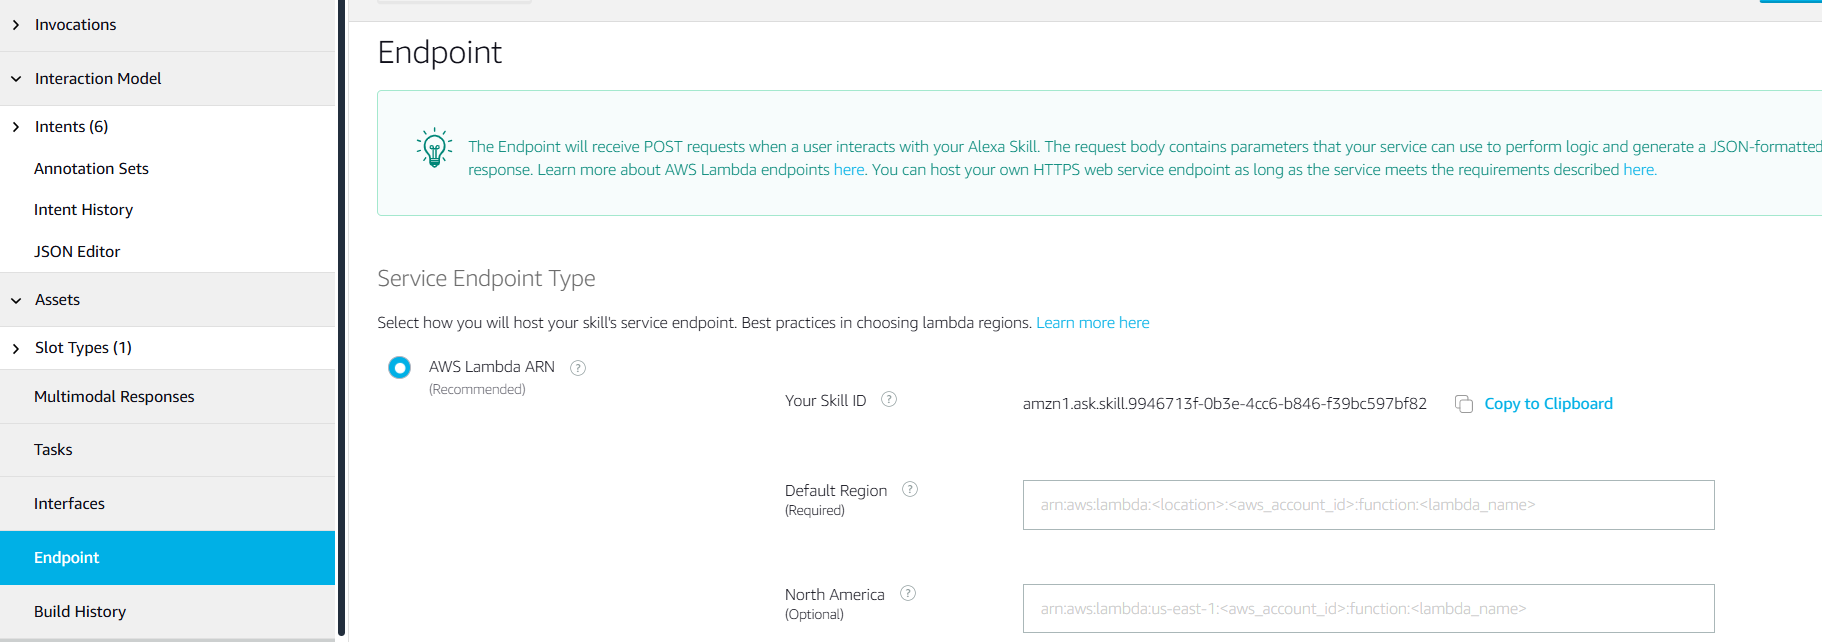 Invocations
Interaction Model
Intents (6)
Annotation Sets
Intent History
JSON Editor
Assets
Slot Types (1)
Multimodal Responses
Tasks
Interfaces
Endpoint
Build History
Endpoint
The Endpoint will receive POST requests when a user interacts with your Alexa Skill. The request body contains parameters that your service can use to perform logic and generate a JSON-formatted
response. Learn more about AWS Lambda endpoints here. You can host your own HTTPS web service endpoint as long as the service meets the requirements described here.
Service Endpoint Type
Select how you will host your skill's service endpoint. Best practices in choosing lambda regions. Learn more here
AWS Lambda ARN ?
(Recommended)
Your Skill ID ? amzn1.ask.skill.9946713f-0b3e-4cc6-b846-f39bc597bf82 Copy to Clipboard
Default Region ?
(Required)
arn:aws:lambda:<location>:<aws_account_id>:function:<lambda_name>
North America ?
(Optional)
arn:aws:lambda:us-east-1:<aws_account_id>:function:<lambda_name>